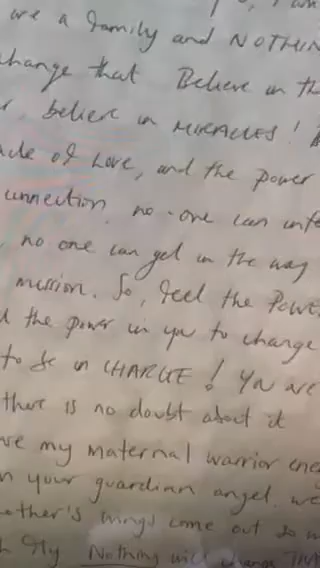 are a family and NOTHIN
change that Believe in th
believe in MIRACLES!
of Love, and the power
connection, no-one can
no one can get in the way
mission. So, feel the Powe
the power in you to change
to be in CHARGE! You are
there is no doubt about it
my maternal warrior ene
your guardian angel. we
wings come out so
Nothing will change